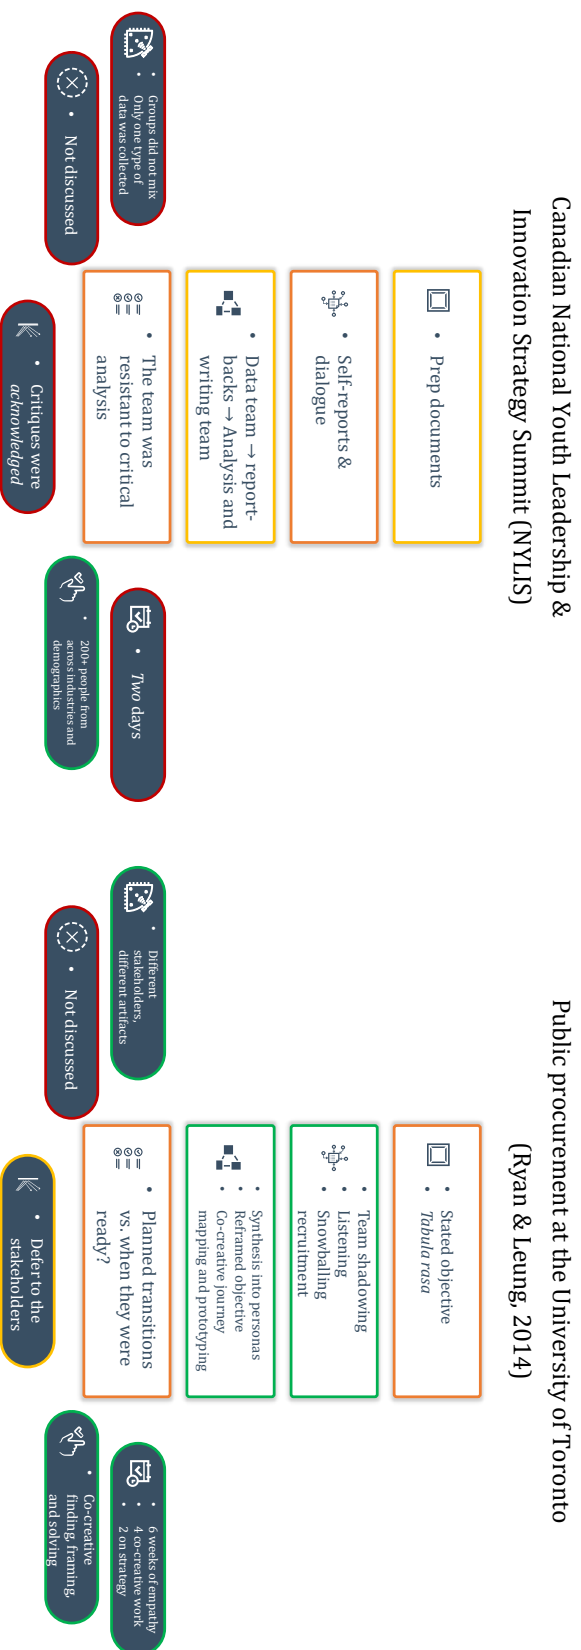 Canadian National Youth Leadership &
Innovation Strategy Summit (NYLIS)
• Prep documents
• Self-reports &
dialogue
• Data team → report-
backs → Analysis and
writing team
• The team was
resistant to critical
analysis
• Groups did not mix
• Only one type of
data was collected
• Not discussed
• Critiques were
acknowledged
• Two days
• 200+ people from
across industries and
demographics
Public procurement at the University of Toronto
(Ryan & Leung, 2014)
• Stated objective
• Tabula rasa
• Team shadowing
• Listening
• Snowballing
recruitment
• Synthesis into personas
• Reframed objective
• Co-creative journey
mapping and prototyping
• Planned transitions
vs. when they were
ready?
• Different
stakeholders,
different artifacts
• Not discussed
• Defer to the
stakeholders
• 6 weeks of empathy
• 4 co-creative work
• 2 on strategy
• Co-creative
finding, framing,
and solving